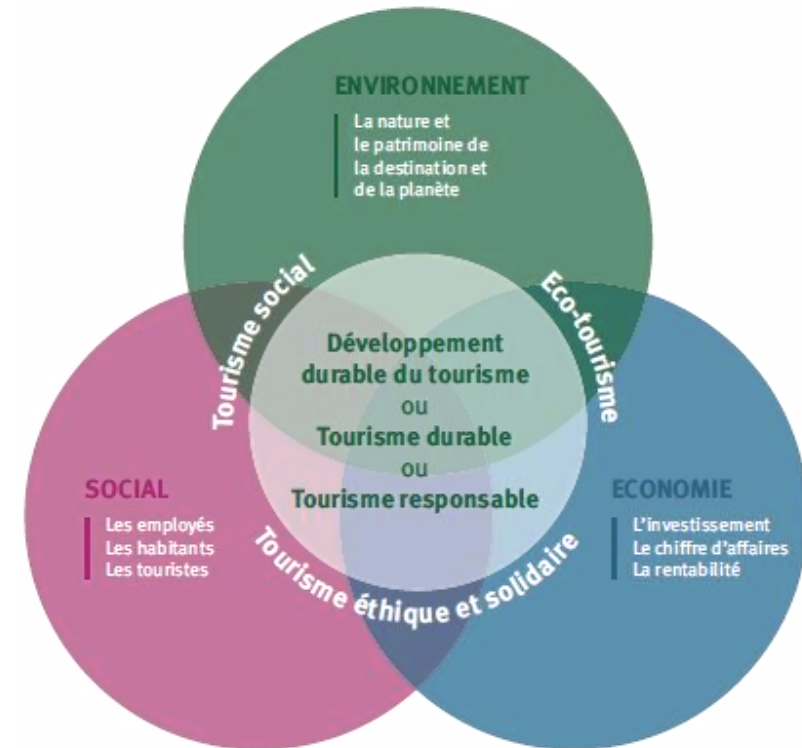 ENVIRONNEMENT
La nature et
le patrimoine de
la destination et
de la planète
Tourisme social
Eco-tourisme
Développement
durable du tourisme
ou
Tourisme durable
ou
Tourisme responsable
SOCIAL
Les employés
Les habitants
Les touristes
ECONOMIE
L'investissement
Le chiffre d'affaires
La rentabilité
Tourisme éthique et solidaire